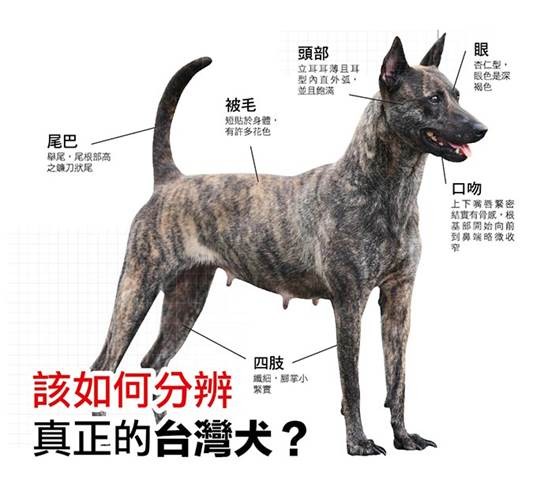 頭部
立耳耳薄且耳
型內直外弧，
並且飽滿
眼
杏仁型，
眼色是深
褐色
被毛
短貼於身體，
有許多花色
尾巴
舉尾，尾根部高
之鐮刀狀尾
口吻
上下嘴唇緊密
結實有骨感，根
基部開始向前
到鼻端略微收
窄
四肢
纖細，腳掌小
緊實
該如何分辨
真正的台灣犬？